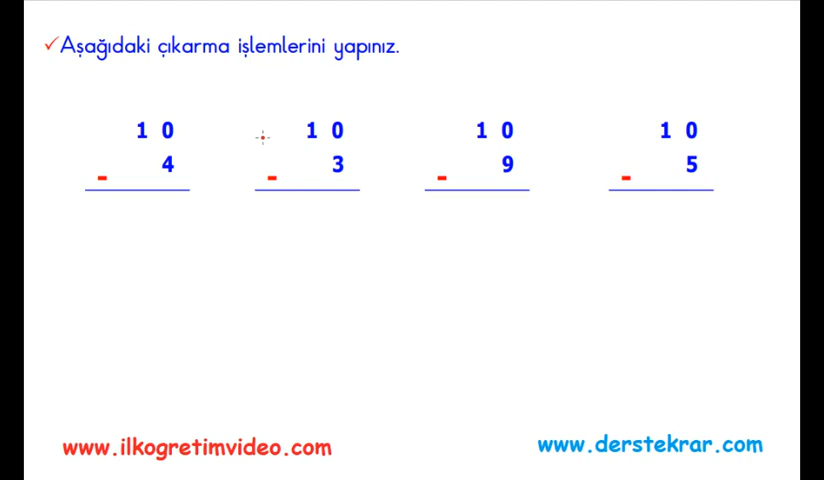 Aşağıdaki çıkarma işlemlerini yapınız.
1 0 1 0 1 0 1 0
- 4 - 3 - 9 - 5
www.ilkogretimvideo.com www.derstekrar.com